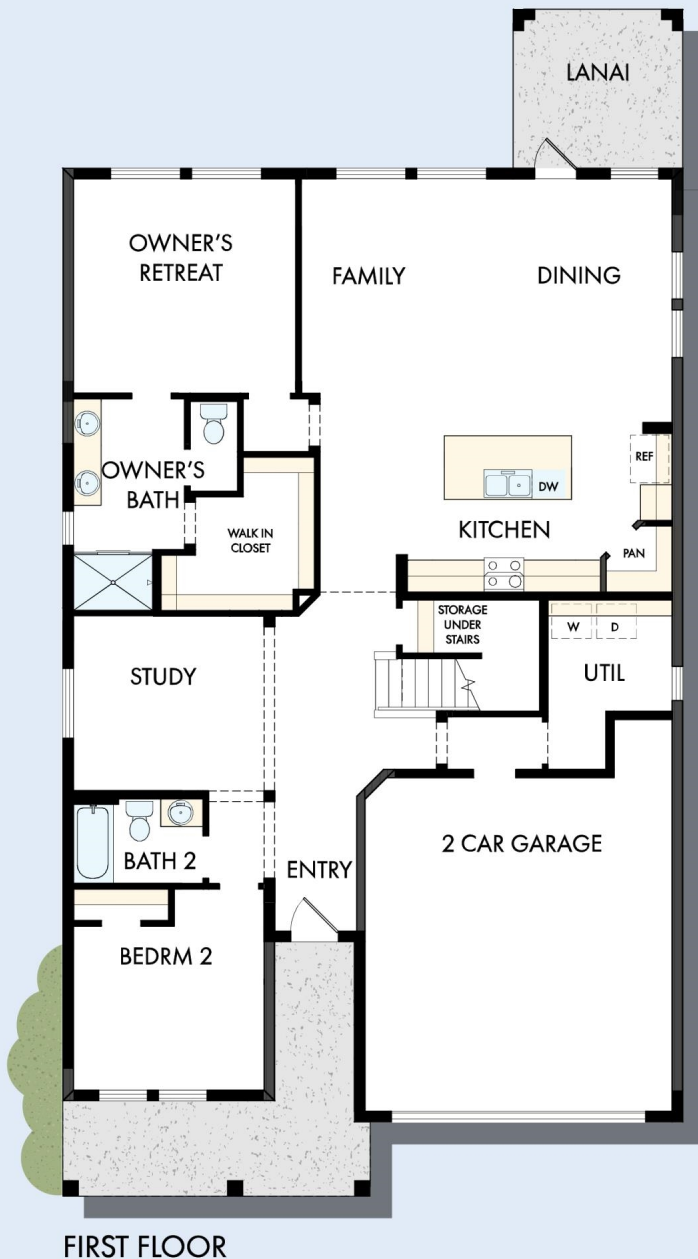 LANAI
OWNER'S
RETREAT
FAMILY
DINING
OWNER'S
BATH
REF
DW
WALK IN
CLOSET
KITCHEN
PAN
STORAGE
UNDER
STAIRS
W
D
STUDY
UTIL
2 CAR GARAGE
BATH 2
ENTRY
BEDRM 2
FIRST FLOOR